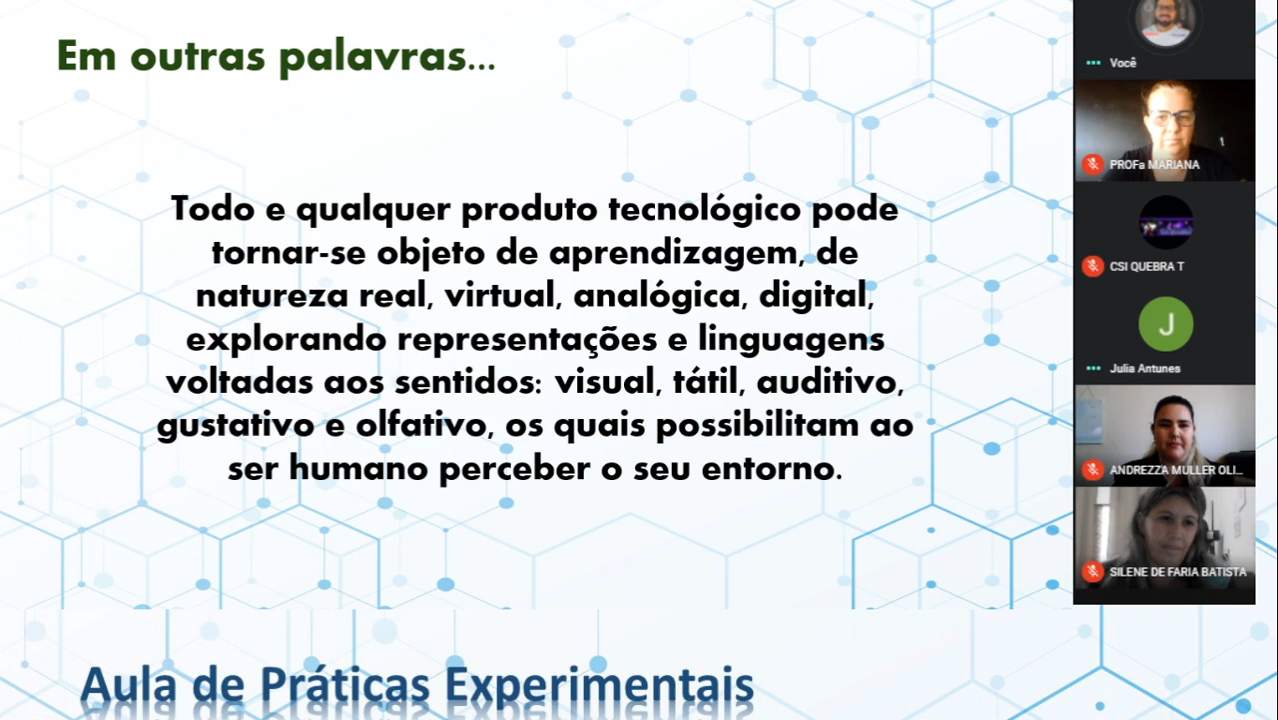 Em outras palavras...
Todo e qualquer produto tecnológico pode
tornar-se objeto de aprendizagem, de
natureza real, virtual, analógica, digital,
explorando representações e linguagens
voltadas aos sentidos: visual, tátil, auditivo,
gustativo e olfativo, os quais possibilitam ao
ser humano perceber o seu entorno.
Aula de Práticas Experimentais
Você
PROFa MARIANA
CSI QUEBRA T
J
Julia Antunes
ANDREZZA MULLER OLI...
SILENE DE FARIA BATISTA